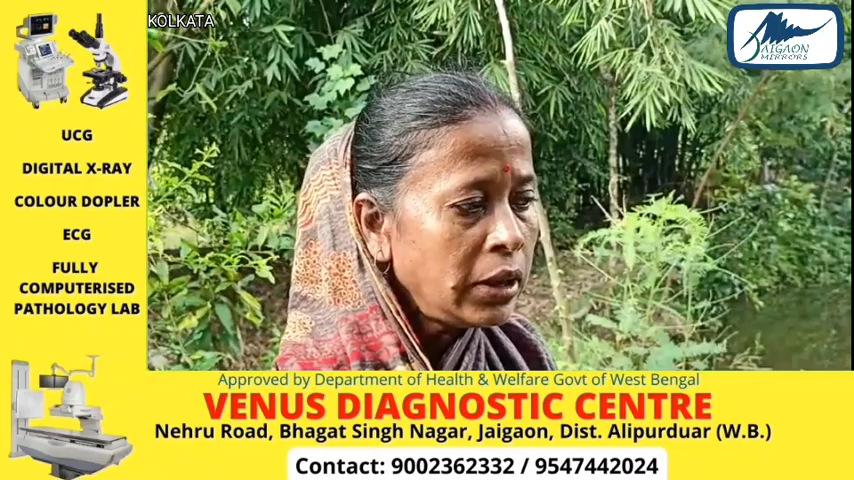 KOLKATA
JAIGAON
MIRRORS
UCG
DIGITAL X-RAY
COLOUR DOPLER
ECG
FULLY
COMPUTERISED
PATHOLOGY LAB
Approved by Department of Health & Welfare Govt of West Bengal
VENUS DIAGNOSTIC CENTRE
Nehru Road, Bhagat Singh Nagar, Jaigaon, Dist. Alipurduar (W.B.)
Contact: 9002362332 / 9547442024